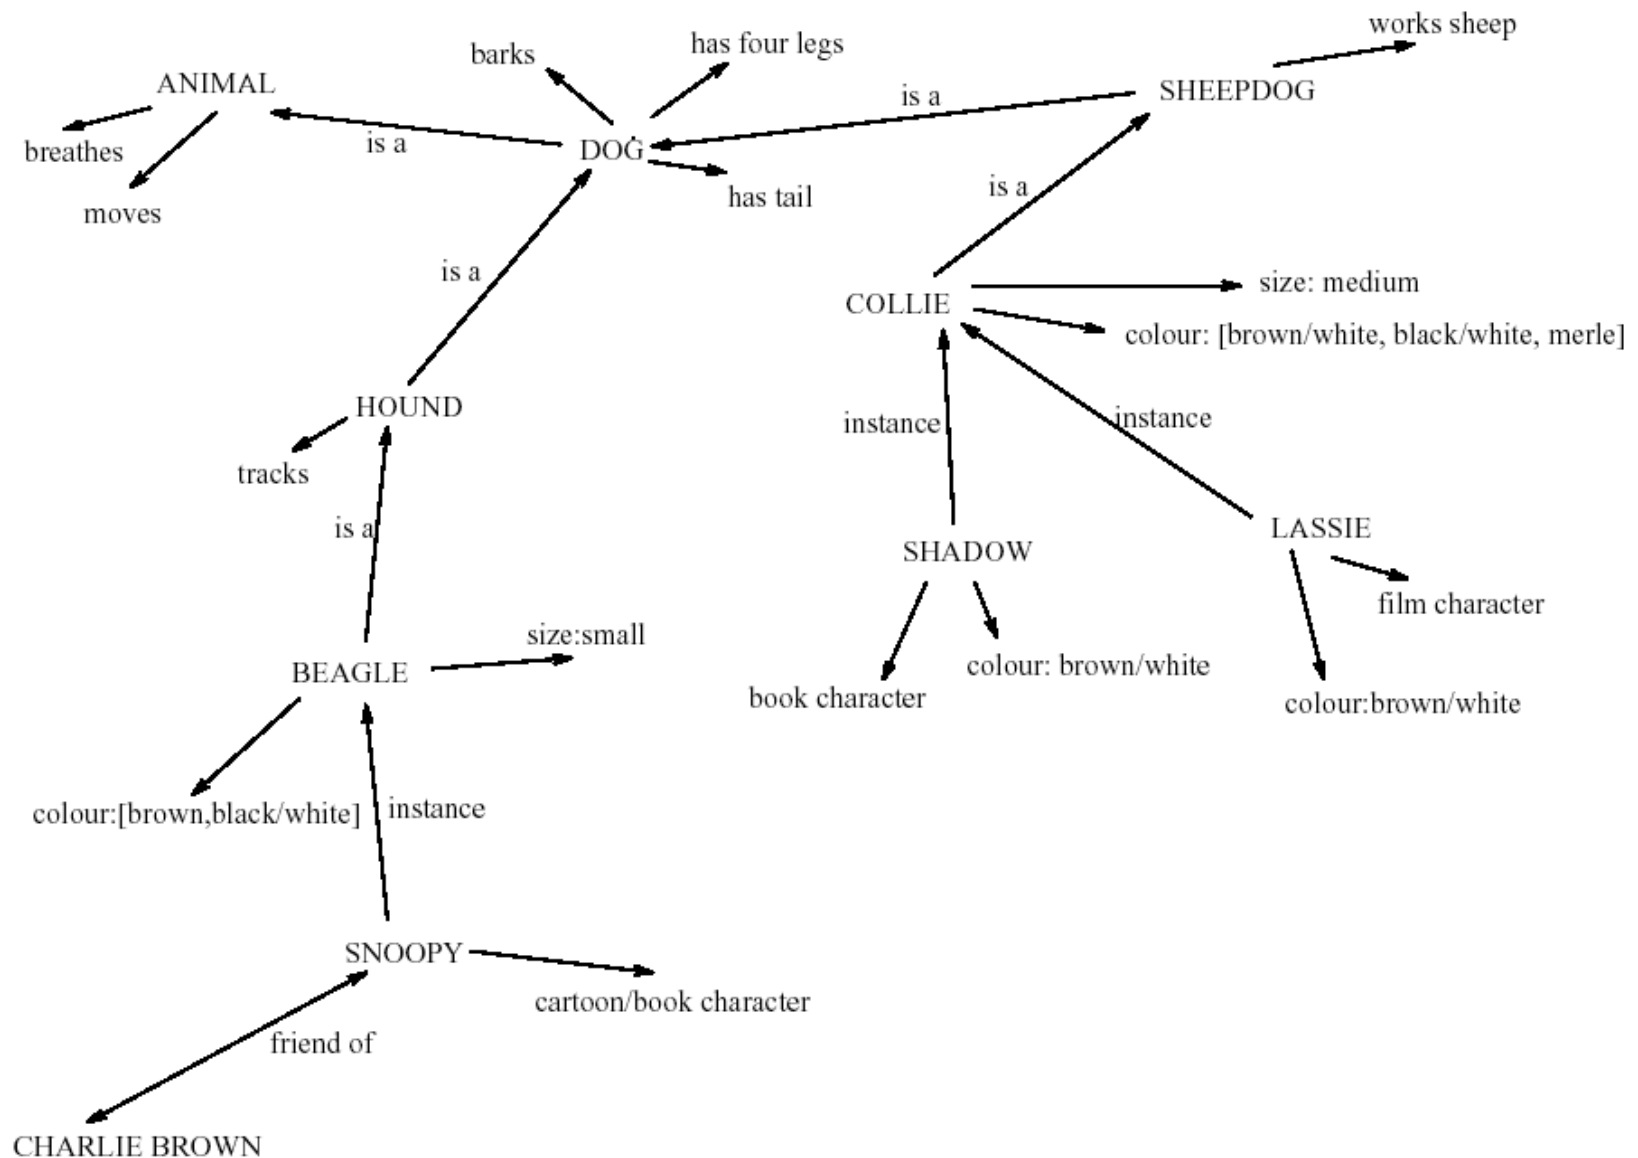 works sheep
barks
has four legs
ANIMAL
SHEEPDOG
is a
breathes
is a
DOG
moves
has tail
is a
is a
COLLIE
size: medium
colour: [brown/white, black/white, merle]
HOUND
instance
instance
tracks
is a
SHADOW
LASSIE
film character
size:small
BEAGLE
colour: brown/white
book character
colour:brown/white
colour:[brown,black/white]
instance
SNOOPY
cartoon/book character
friend of
CHARLIE BROWN